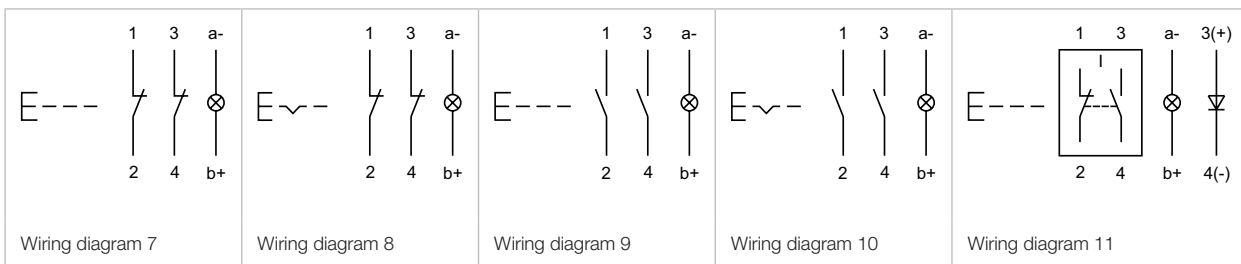 1 3 a- 1 3 a- 1 3 a- 1 3 a- 1 3 a- 3(+)
2 4 b+ 2 4 b+ 2 4 b+ 2 4 b+ 2 4 b+ 4(-)
Wiring diagram 7 Wiring diagram 8 Wiring diagram 9 Wiring diagram 10 Wiring diagram 11